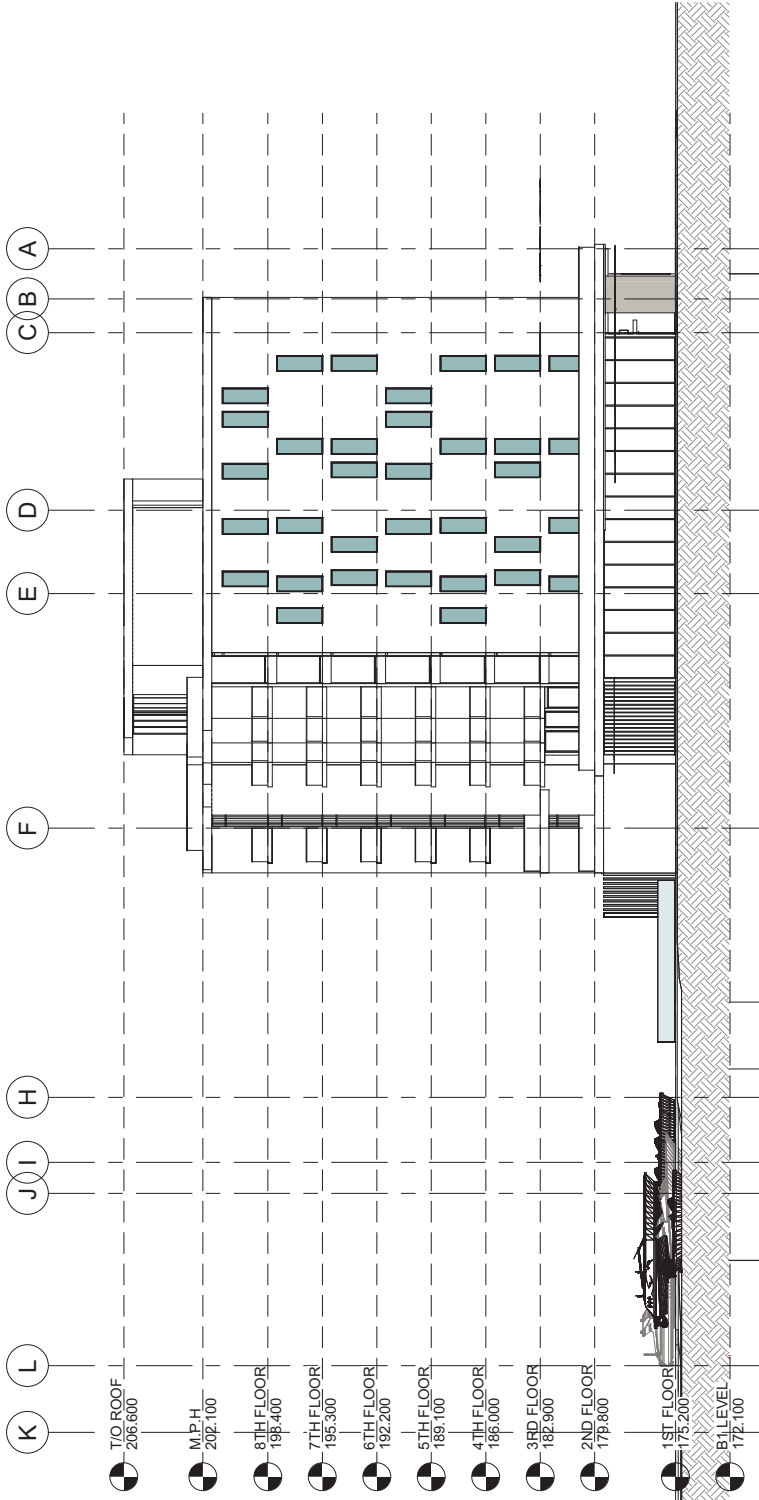 A
B
C
D
E
F
H
I
J
L
K
T/O ROOF
206.600
M.P.H
202.100
8TH FLOOR
198.400
7TH FLOOR
195.300
6TH FLOOR
192.200
5TH FLOOR
189.100
4TH FLOOR
186.000
3RD FLOOR
182.900
2ND FLOOR
179.800
1ST FLOOR
175.200
B1 LEVEL
172.100